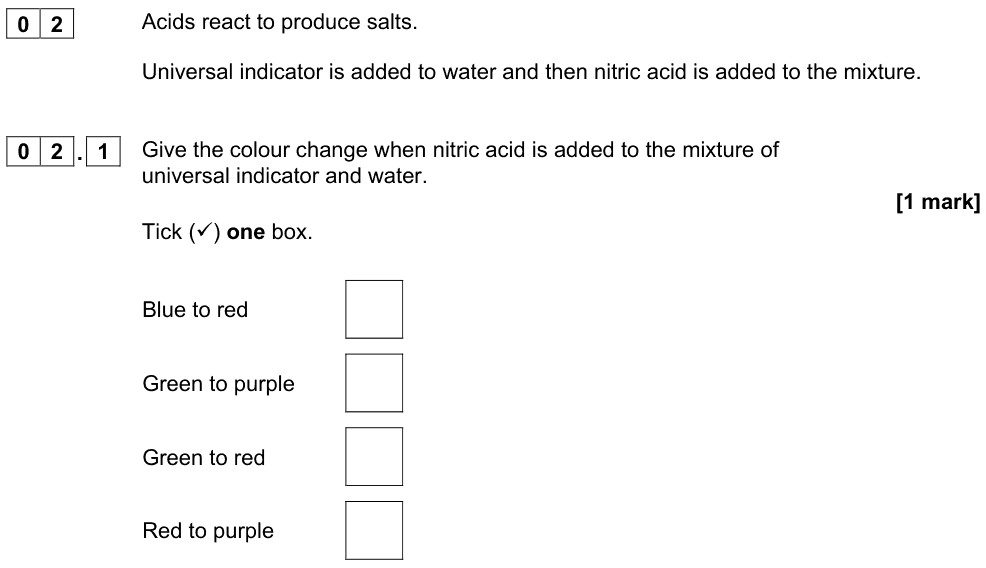 0 2 Acids react to produce salts.
Universal indicator is added to water and then nitric acid is added to the mixture.
0 2 . 1 Give the colour change when nitric acid is added to the mixture of
universal indicator and water.
[1 mark]
Tick (✓) one box.
Blue to red
Green to purple
Green to red
Red to purple